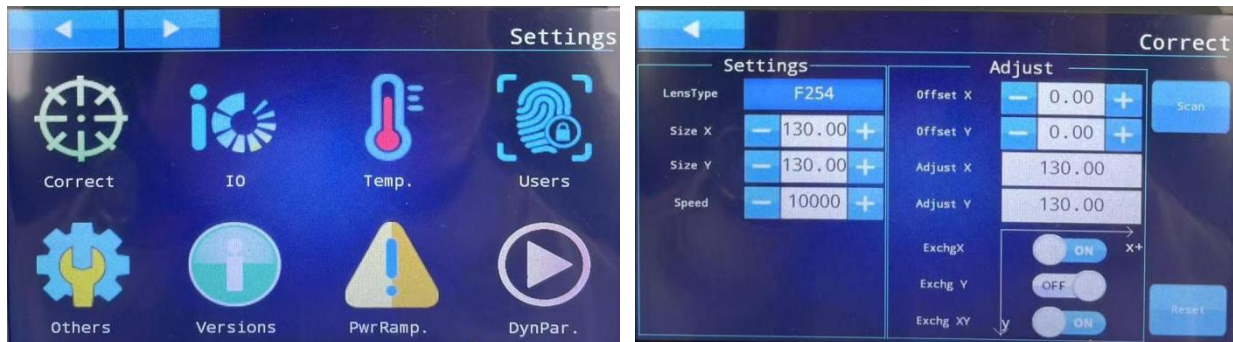 Settings
Correct
IO
Temp.
Users
Others
Versions
PwrRamp.
DynPar.
Correct
Settings
LensType F254
Size X 130.00
Size Y 130.00
Speed 10000
Adjust
Offset X 0.00
Offset Y 0.00
Adjust X 130.00
Adjust Y 130.00
ExchgX ON
Exchg Y OFF
Exchg XY ON
x+
y
Scan
Reset